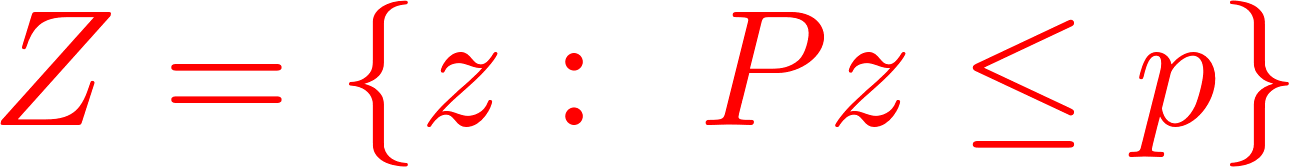 Z = {z : Pz ≤ p}